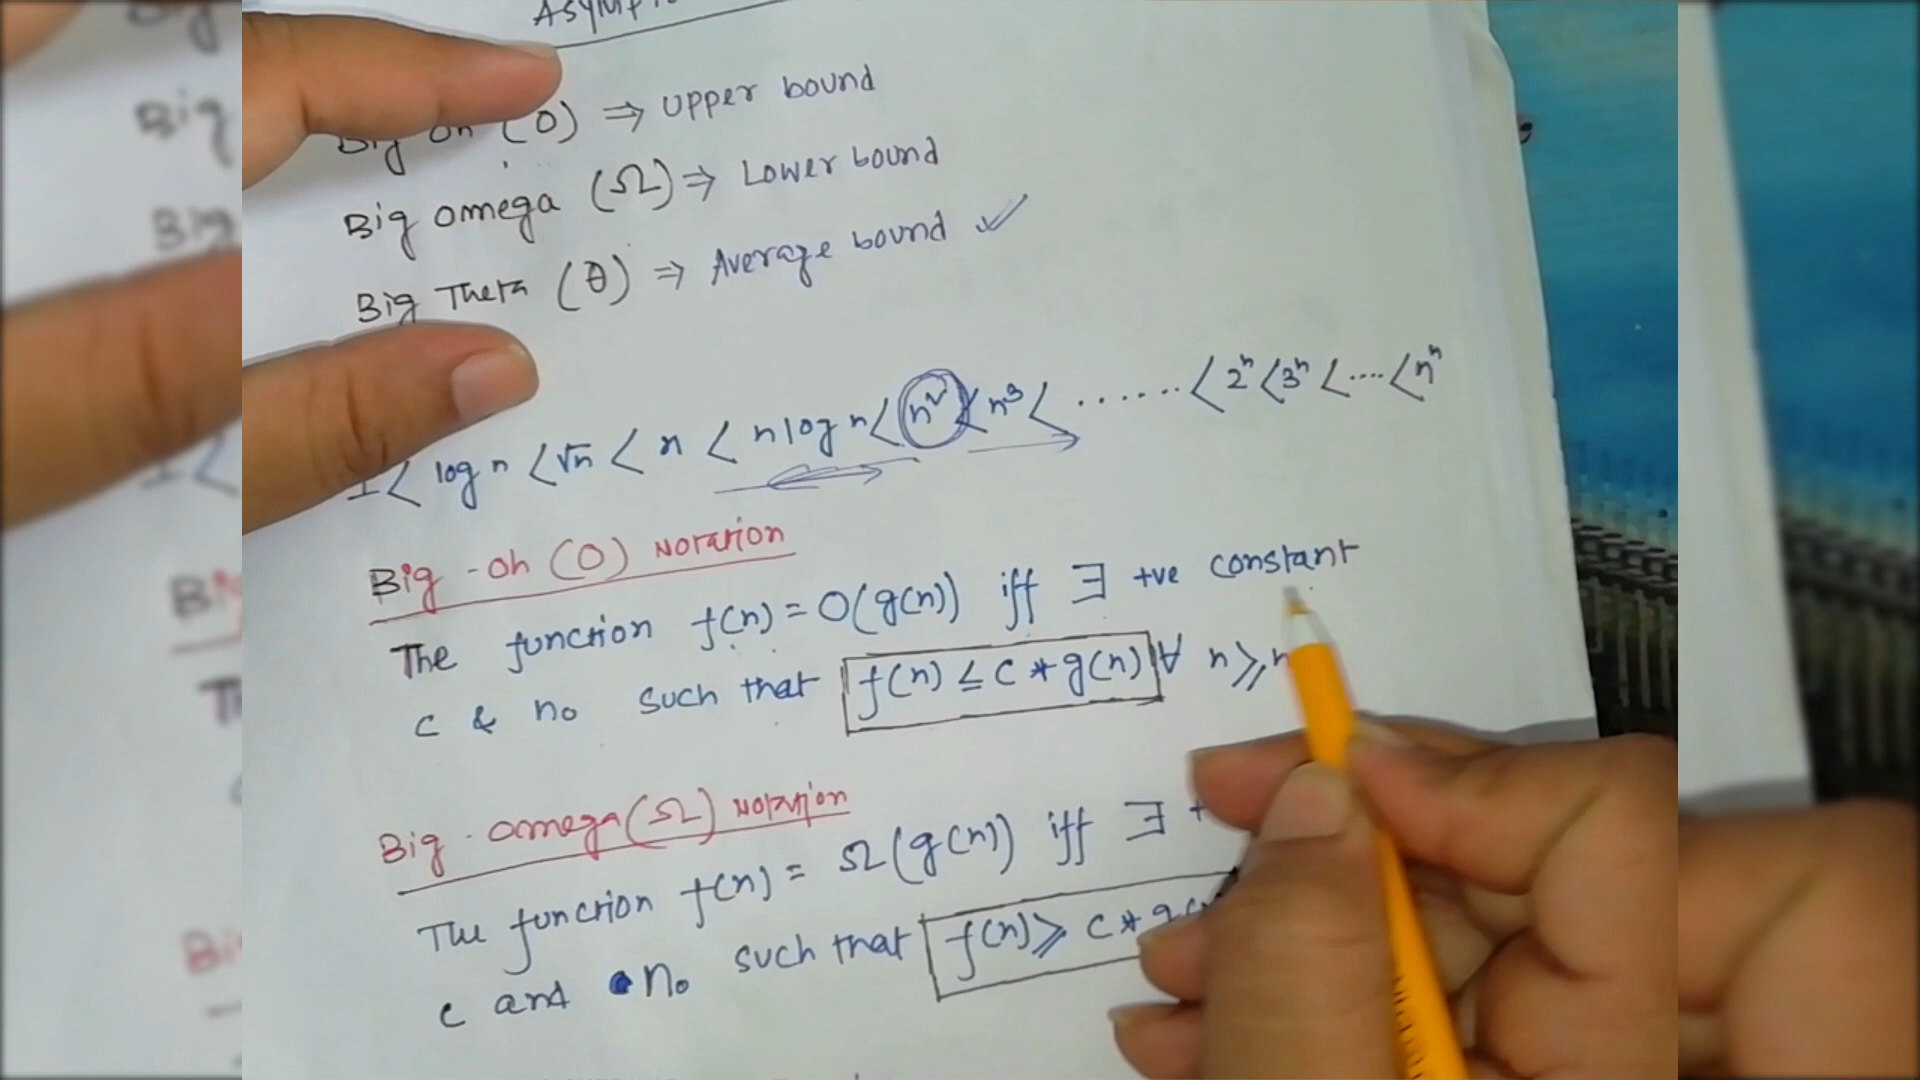 Big Oh (O) ⇒ Upper bound
Big Omega (Ω) ⇒ Lower bound
Big Theta (θ) ⇒ Average bound ✓
1 < log n < √n < n < n log n < n² < n³ < ....... < 2ⁿ < 3ⁿ < .... < nⁿ
Big-Oh (O) Notation
The function f(n) = O(g(n)) iff ∃ +ve constant
c & n₀ such that f(n) ≤ c * g(n) ∀ n ≥ n
Big-Omega (Ω) Notation
The function f(n) = Ω(g(n)) iff ∃ +
c and n₀ such that f(n) ≥ c * g(n